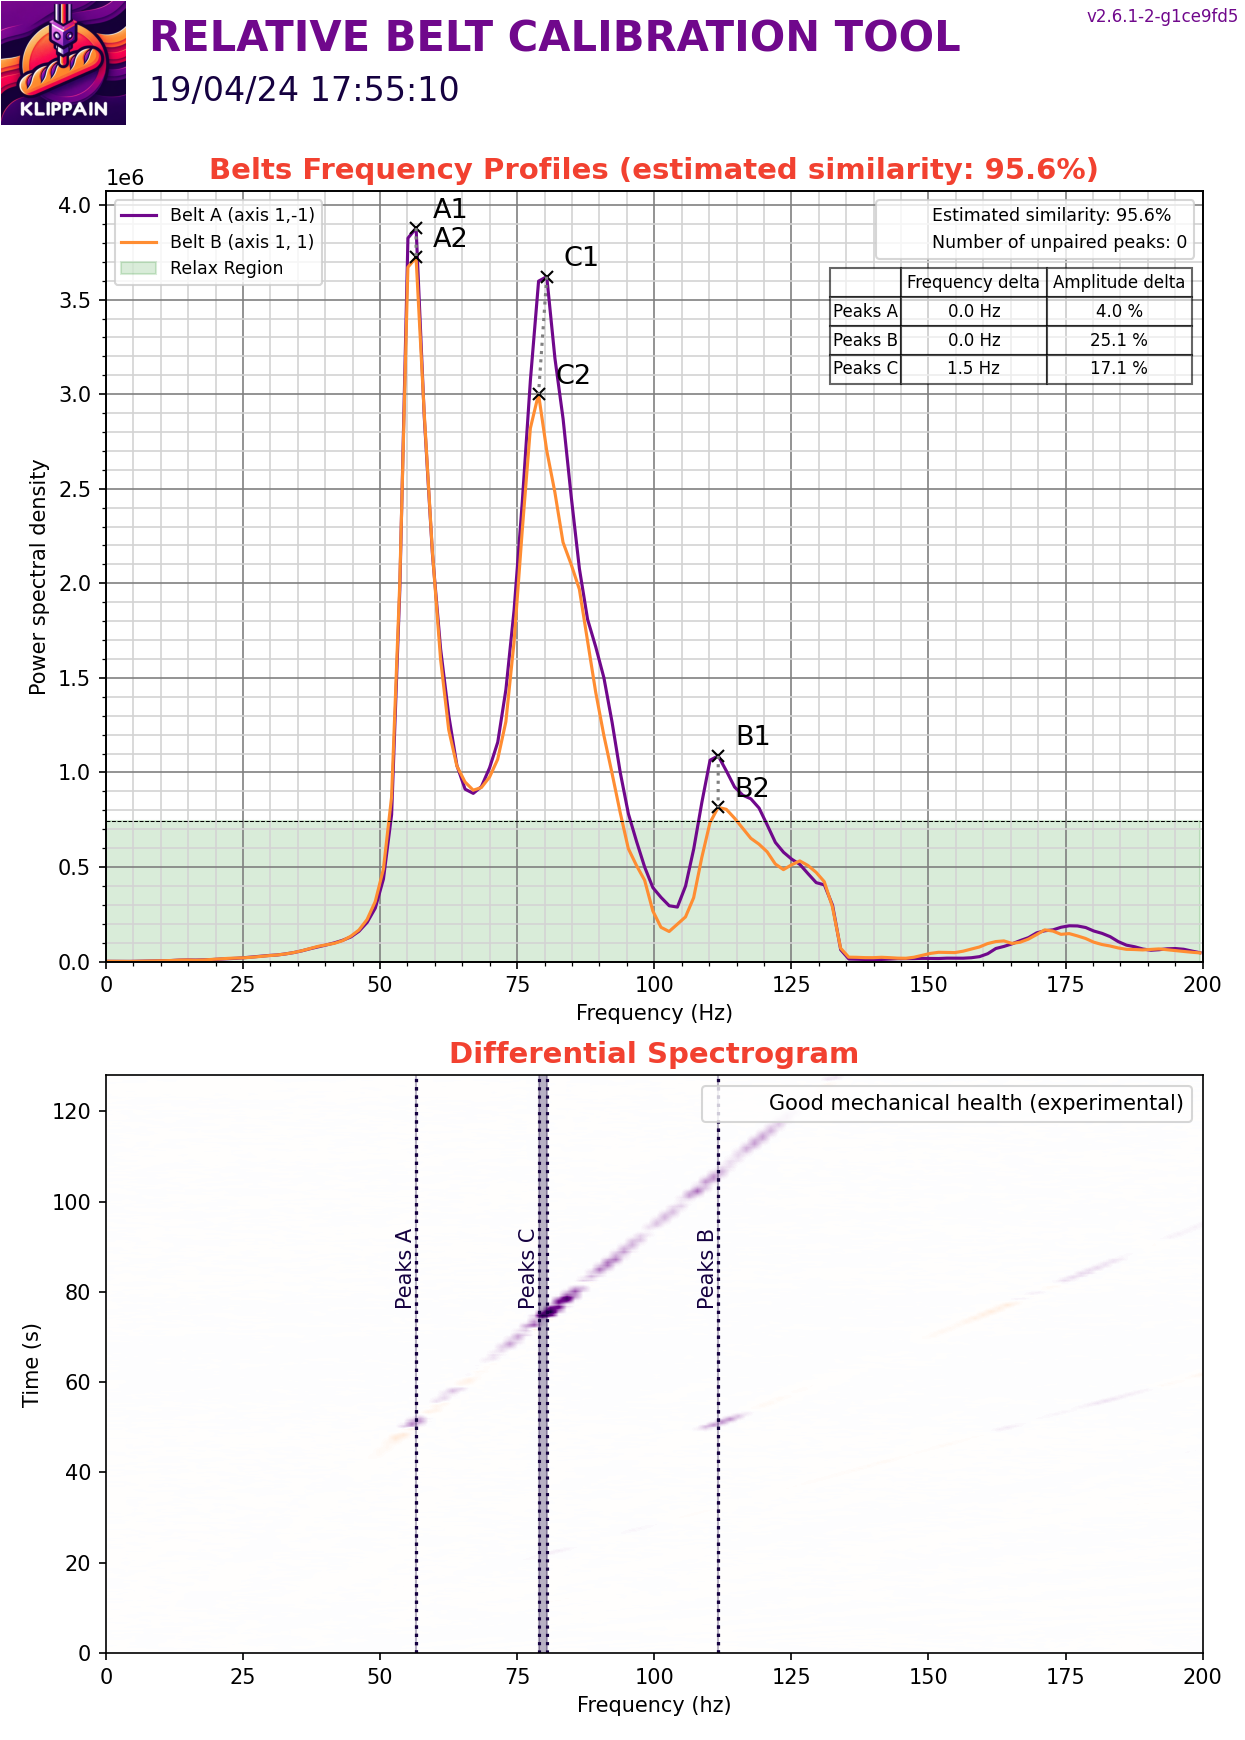 v2.6.1-2-g1ce9fd5
RELATIVE BELT CALIBRATION TOOL
19/04/24 17:55:10
KLIPPAIN
Belts Frequency Profiles (estimated similarity: 95.6%)
1e6
Belt A (axis 1,-1)
Belt B (axis 1, 1)
Relax Region
A1
A2
C1
C2
B1
B2
Estimated similarity: 95.6%
Number of unpaired peaks: 0
Frequency delta Amplitude delta
Peaks A 0.0 Hz 4.0 %
Peaks B 0.0 Hz 25.1 %
Peaks C 1.5 Hz 17.1 %
4.0
3.5
3.0
2.5
2.0
1.5
1.0
0.5
0.0
Power spectral density
0 25 50 75 100 125 150 175 200
Frequency (Hz)
Differential Spectrogram
Good mechanical health (experimental)
Peaks A
Peaks C
Peaks B
120
100
80
60
40
20
0
Time (s)
0 25 50 75 100 125 150 175 200
Frequency (hz)